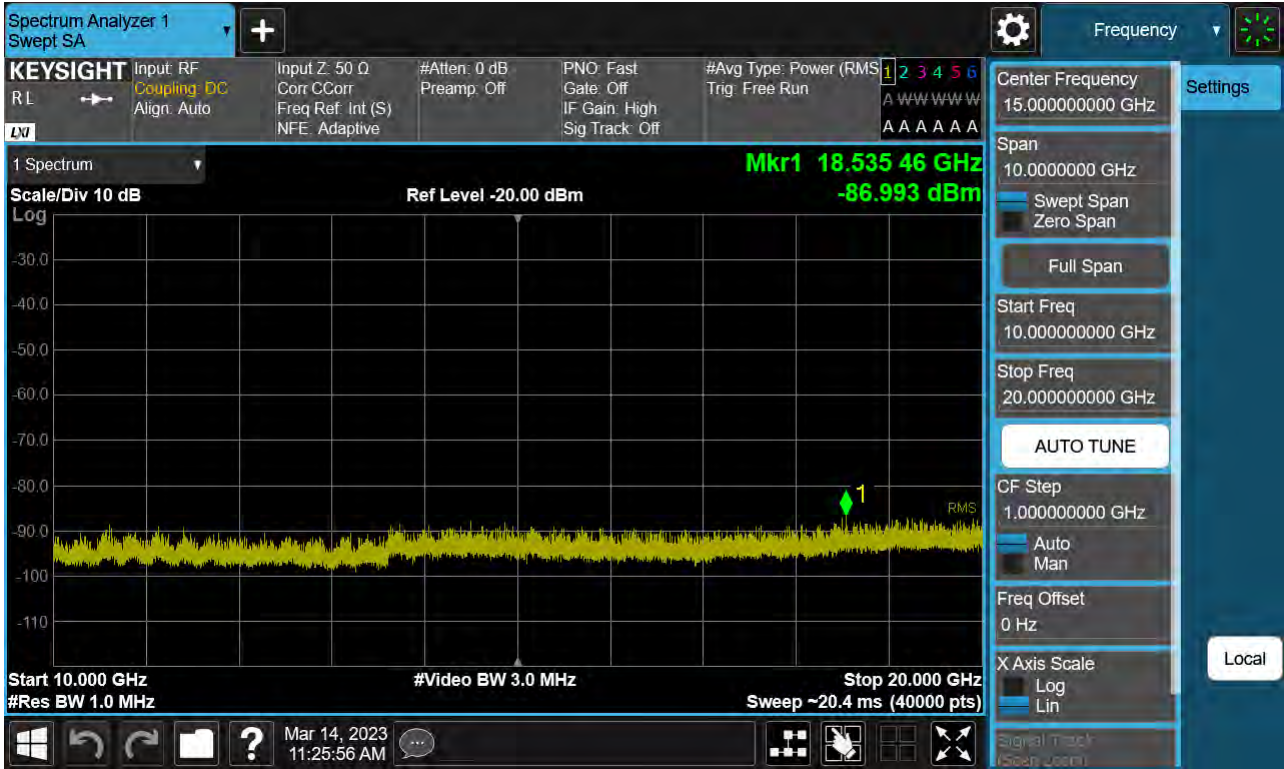 Spectrum Analyzer 1
Swept SA
Frequency
KEYSIGHT
R L
LXI
Input: RF
Coupling: DC
Align: Auto
Input Z: 50 Ω
Corr CCorr
Freq Ref: Int (S)
NFE: Adaptive
#Atten: 0 dB
Preamp: Off
PNO: Fast
Gate: Off
IF Gain: High
Sig Track: Off
#Avg Type: Power (RMS
Trig: Free Run
1 2 3 4 5 6
A W W W W W
A A A A A A
1 Spectrum
Scale/Div 10 dB
Log
Ref Level -20.00 dBm
Mkr1 18.535 46 GHz
-86.993 dBm
-30.0
-40.0
-50.0
-60.0
-70.0
-80.0
-90.0
-100
-110
1
RMS
Start 10.000 GHz
#Res BW 1.0 MHz
#Video BW 3.0 MHz
Stop 20.000 GHz
Sweep ~20.4 ms (40000 pts)
Center Frequency
15.000000000 GHz
Span
10.0000000 GHz
Swept Span
Zero Span
Full Span
Start Freq
10.000000000 GHz
Stop Freq
20.000000000 GHz
AUTO TUNE
CF Step
1.000000000 GHz
Auto
Man
Freq Offset
0 Hz
X Axis Scale
Log
Lin
Signal Track
(Span Zoom)
Settings
Local
?
Mar 14, 2023
11:25:56 AM